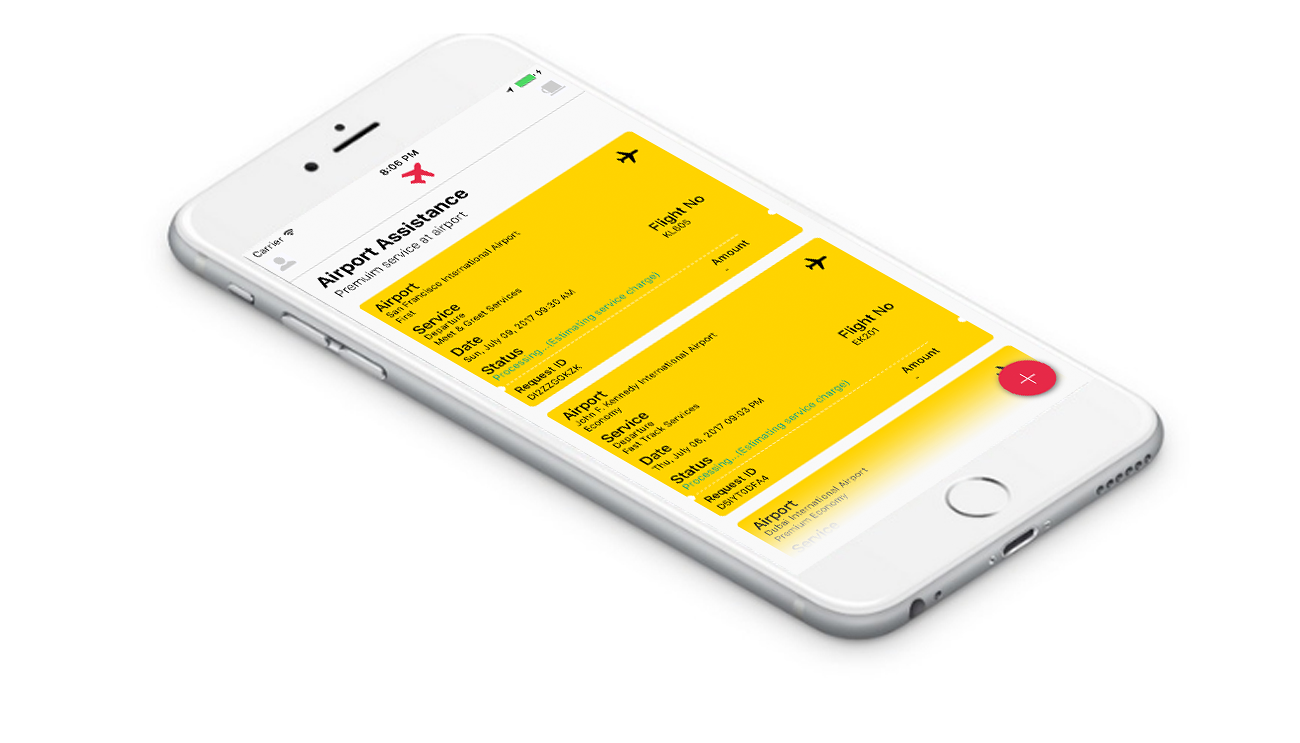 Carrier
8:06 PM
Airport Assistance
Premuim service at airport
Airport
San Francisco International Airport
First
Flight No
KL605
Service
Departure
Meet & Greet Services
Date
Sun, July 09, 2017 09:30 AM
Status
Processing...(Estimating service charge)
Request ID
DI2ZZGOKZK
Amount
-
Airport
John F. Kennedy International Airport
Economy
Flight No
EK201
Service
Departure
Fast Track Services
Date
Thu, July 06, 2017 09:03 PM
Status
Processing...(Estimating service charge)
Request ID
D5IYT0DFA4
Amount
-
Airport
Dubai International Airport
Premium Economy
Service